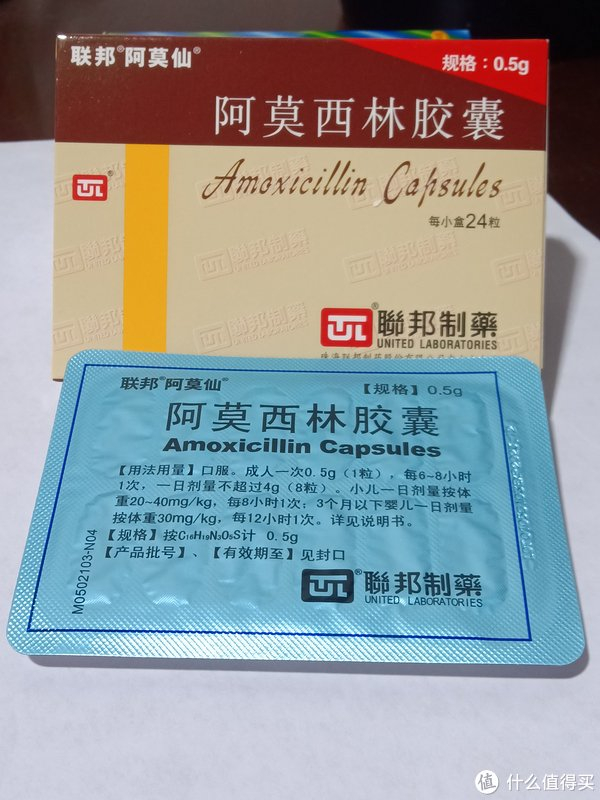 联邦®阿莫仙®
规格：0.5g
阿莫西林胶囊
Amoxicillin Capsules
每小盒24粒
®
聯邦制藥
UNITED LABORATORIES
联邦®阿莫仙®
【规格】0.5g
阿莫西林胶囊
Amoxicillin Capsules
【用法用量】口服。成人一次0.5g（1粒），每6~8小时
1次，一日剂量不超过4g（8粒）。小儿一日剂量按体
重20~40mg/kg，每8小时1次；3个月以下婴儿一日剂量
按体重30mg/kg，每12小时1次。详见说明书。
【规格】按C₁₆H₁₉N₃O₅S计 0.5g
【产品批号】、【有效期至】见封口
M0502103-N04
®
聯邦制藥
UNITED LABORATORIES
值 什么值得买